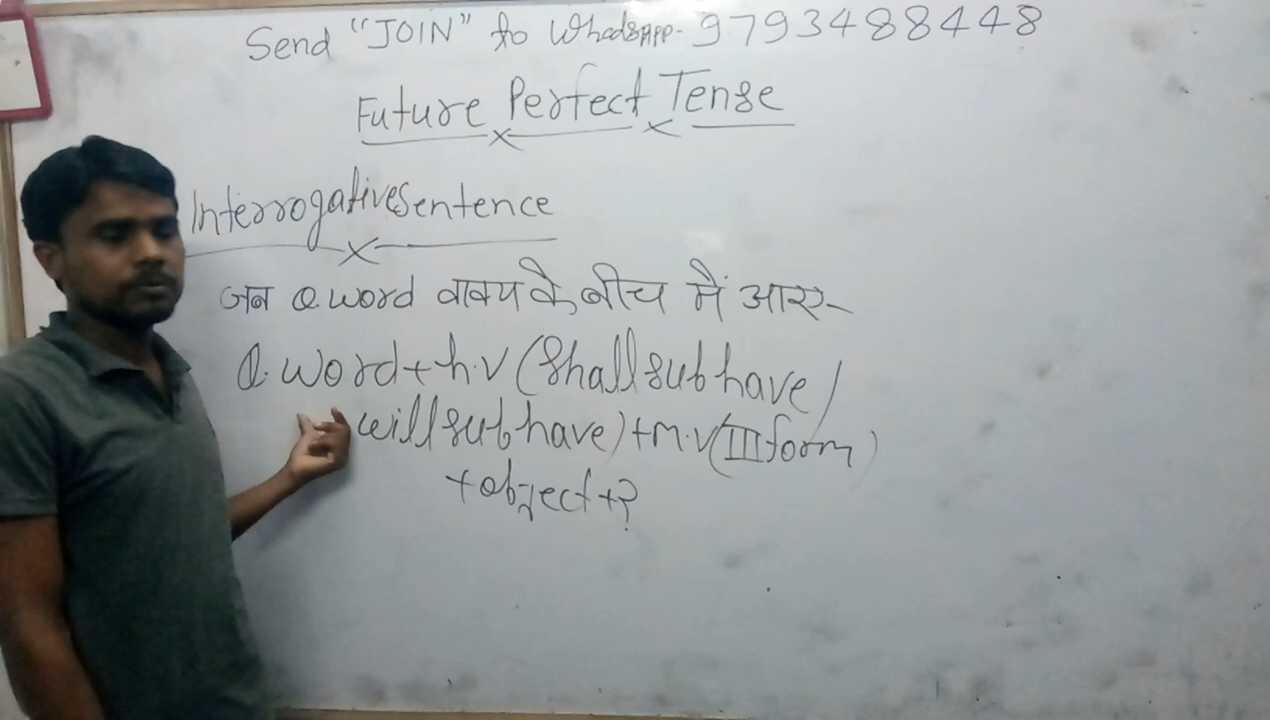 Send "JOIN" to WhadsApp. 9793488448
Future Perfect Tense
Interrogative Sentence
जब Q.word वाक्य के बीच में आए-
Q.word + h.v (Shall sub have /
will sub have) + m.v (III form)
+ object + ?